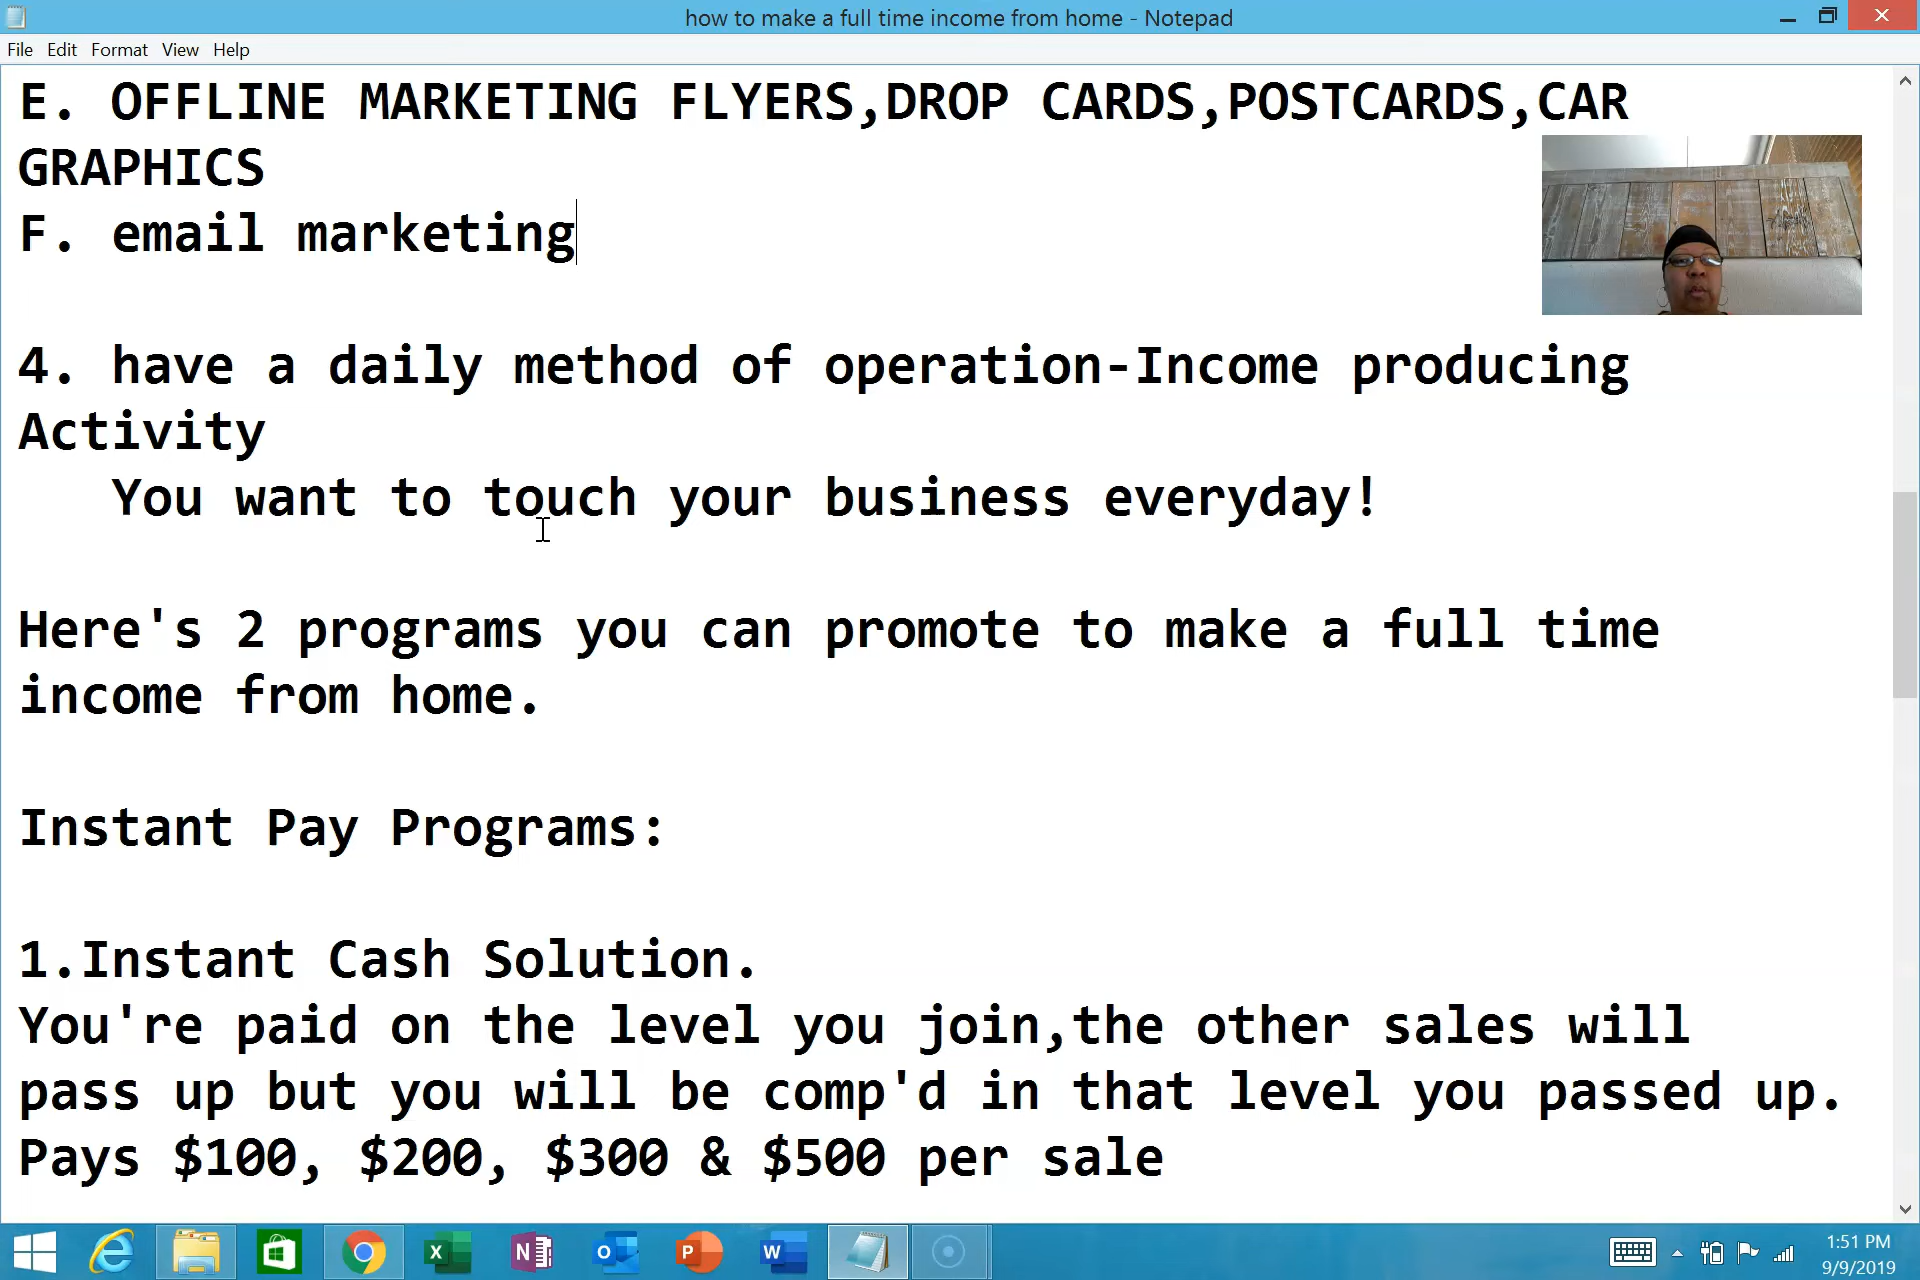 how to make a full time income from home - Notepad
File Edit Format View Help
E. OFFLINE MARKETING FLYERS,DROP CARDS,POSTCARDS,CAR
GRAPHICS
F. email marketing
4. have a daily method of operation-Income producing
Activity
You want to touch your business everyday!
Here's 2 programs you can promote to make a full time
income from home.
Instant Pay Programs:
1.Instant Cash Solution.
You're paid on the level you join,the other sales will
pass up but you will be comp'd in that level you passed up.
Pays $100, $200, $300 & $500 per sale
1:51 PM
9/9/2019